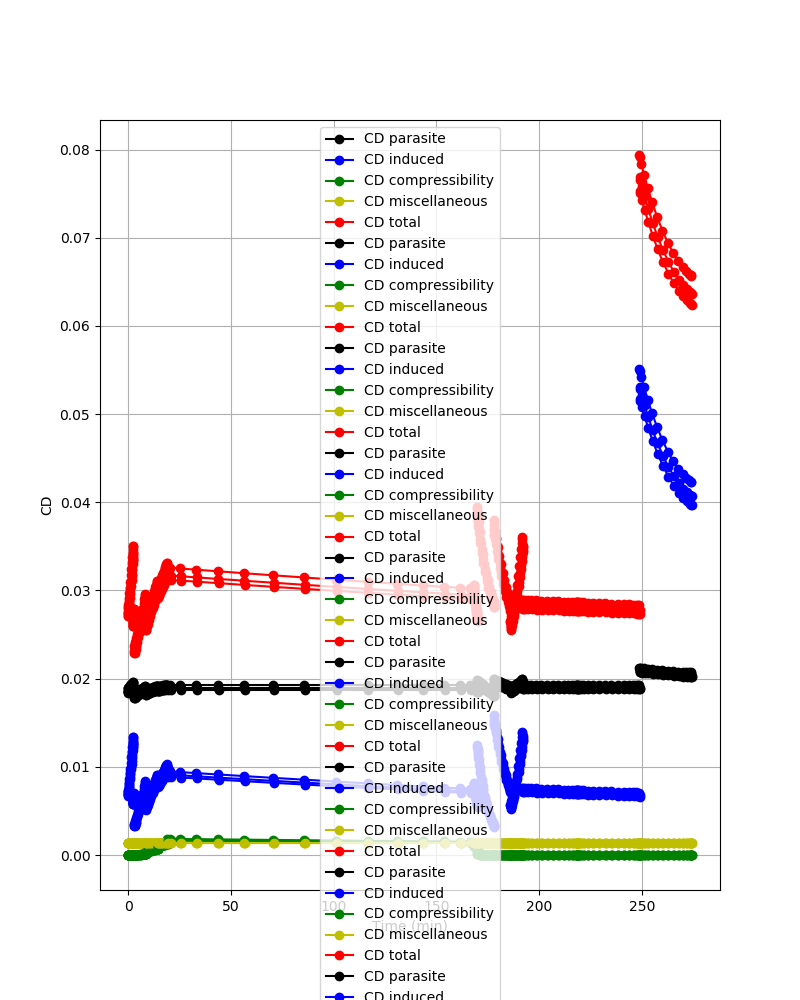 CD parasite
CD induced
CD compressibility
CD miscellaneous
CD total
CD parasite
CD induced
CD compressibility
CD miscellaneous
CD total
CD parasite
CD induced
CD compressibility
CD miscellaneous
CD total
CD parasite
CD induced
CD compressibility
CD miscellaneous
CD total
CD parasite
CD induced
CD compressibility
CD miscellaneous
CD total
CD parasite
CD induced
CD compressibility
CD miscellaneous
CD total
CD parasite
CD induced
CD compressibility
CD miscellaneous
CD total
CD parasite
CD induced
CD compressibility
CD miscellaneous
CD total
CD parasite
CD induced
0.08
0.07
0.06
0.05
0.04
0.03
0.02
0.01
0.00
CD
0 50 100 150 200 250
Time (min)